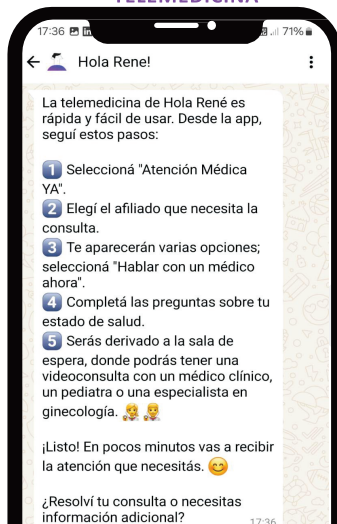 TELEMEDICINA
17:36 71%
Hola Rene!
La telemedicina de Hola René es
rápida y fácil de usar. Desde la app,
seguí estos pasos:
1 Seleccioná "Atención Médica
YA".
2 Elegí el afiliado que necesita la
consulta.
3 Te aparecerán varias opciones;
seleccioná "Hablar con un médico
ahora".
4 Completá las preguntas sobre tu
estado de salud.
5 Serás derivado a la sala de
espera, donde podrás tener una
videoconsulta con un médico clínico,
un pediatra o una especialista en
ginecología.
¡Listo! En pocos minutos vas a recibir
la atención que necesitás.
¿Resolví tu consulta o necesitas
información adicional?
17:36